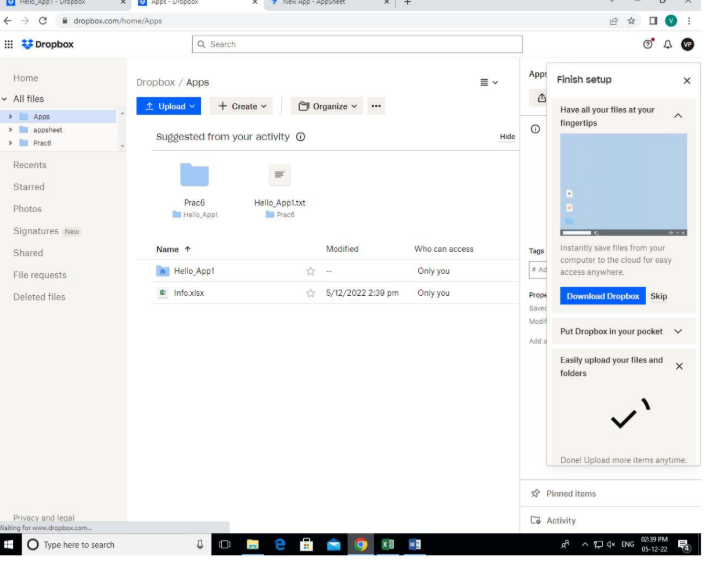 Hello_App1 - Dropbox
Apps - Dropbox
New App - AppSheet
dropbox.com/home/Apps
V
Dropbox
Search
VP
Home
All files
Apps
appsheet
Prac6
Recents
Starred
Photos
Signatures New
Shared
File requests
Deleted files
Privacy and legal
Waiting for www.dropbox.com...
Dropbox / Apps
Upload
Create
Organize
Suggested from your activity
Hide
Prac6
Hello_App1
Hello_App1.txt
Prac6
Name ↑ Modified Who can access
Hello_App1 -- Only you
Info.xlsx 5/12/2022 2:39 pm Only you
Apps
Tags
# Ad
Prope
Saved
Modif
Add a
Finish setup
Have all your files at your
fingertips
Instantly save files from your
computer to the cloud for easy
access anywhere.
Download Dropbox Skip
Put Dropbox in your pocket
Easily upload your files and
folders
Done! Upload more items anytime.
Pinned items
Activity
Type here to search
ENG
02:39 PM
05-12-22